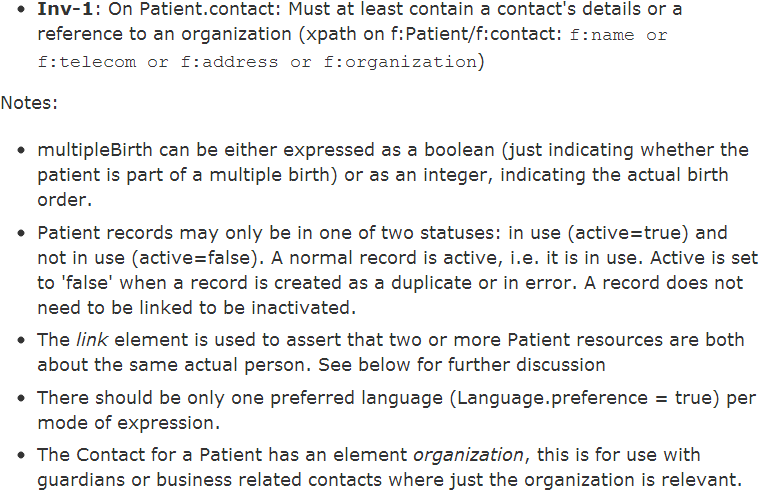 • Inv-1: On Patient.contact: Must at least contain a contact's details or a
reference to an organization (xpath on f:Patient/f:contact: f:name or
f:telecom or f:address or f:organization)
Notes:
• multipleBirth can be either expressed as a boolean (just indicating whether the
patient is part of a multiple birth) or as an integer, indicating the actual birth
order.
• Patient records may only be in one of two statuses: in use (active=true) and
not in use (active=false). A normal record is active, i.e. it is in use. Active is set
to 'false' when a record is created as a duplicate or in error. A record does not
need to be linked to be inactivated.
• The link element is used to assert that two or more Patient resources are both
about the same actual person. See below for further discussion
• There should be only one preferred language (Language.preference = true) per
mode of expression.
• The Contact for a Patient has an element organization, this is for use with
guardians or business related contacts where just the organization is relevant.